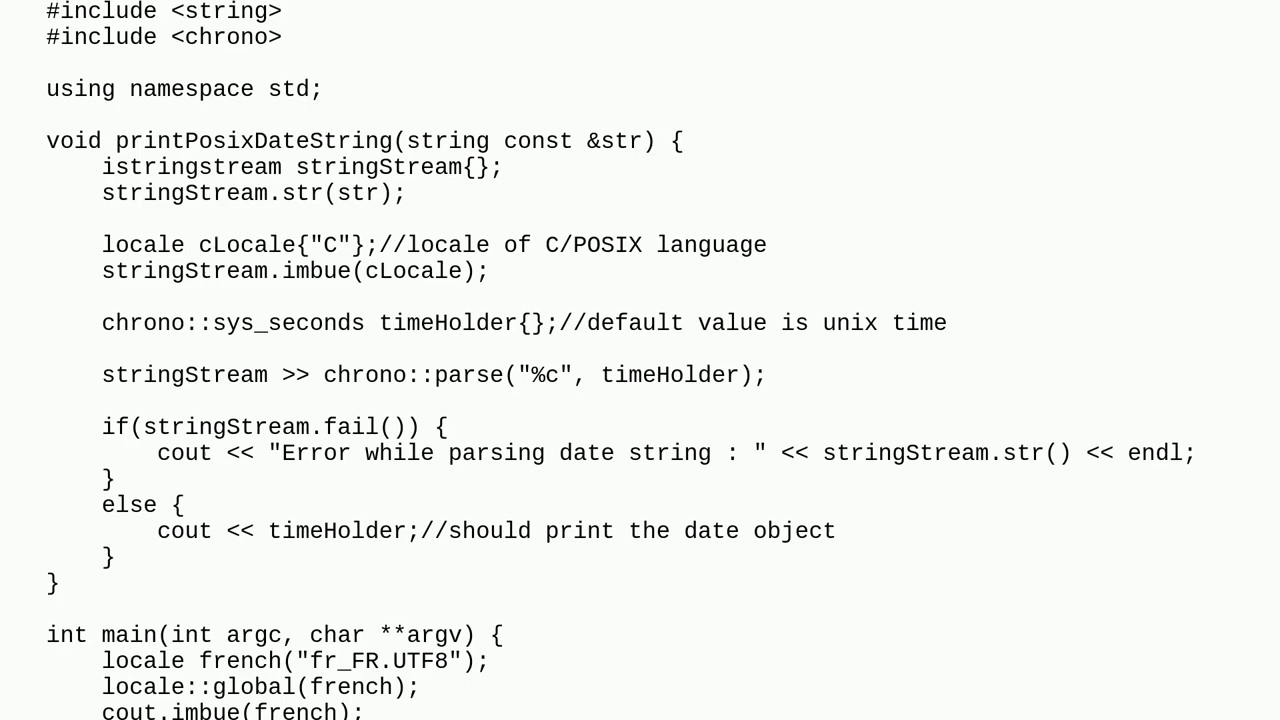 #include <string>
#include <chrono>
using namespace std;
void printPosixDateString(string const &str) {
istringstream stringStream{};
stringStream.str(str);
locale cLocale{"C"};//locale of C/POSIX language
stringStream.imbue(cLocale);
chrono::sys_seconds timeHolder{};//default value is unix time
stringStream >> chrono::parse("%c", timeHolder);
if(stringStream.fail()) {
cout << "Error while parsing date string : " << stringStream.str() << endl;
}
else {
cout << timeHolder;//should print the date object
}
}
int main(int argc, char **argv) {
locale french("fr_FR.UTF8");
locale::global(french);
cout.imbue(french);